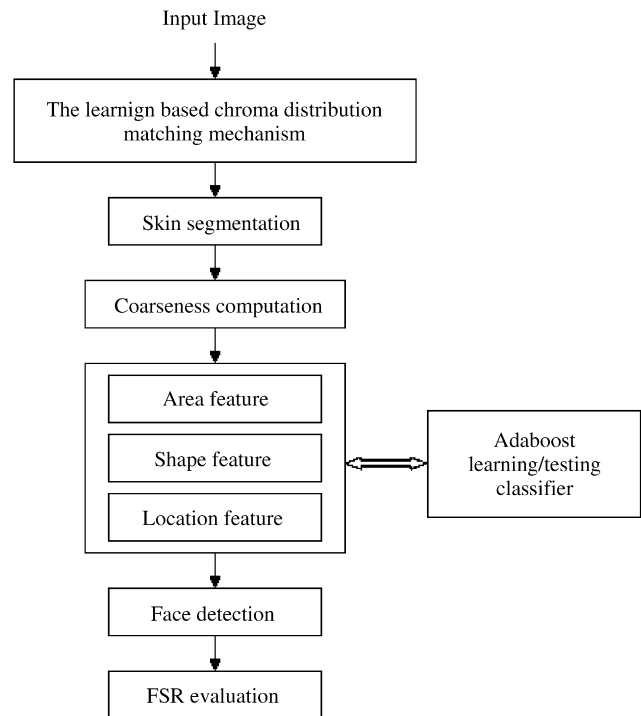 Input Image
The learnign based chroma distribution
matching mechanism
Skin segmentation
Coarseness computation
Area feature
Shape feature
Location feature
Adaboost
learning/testing
classifier
Face detection
FSR evaluation